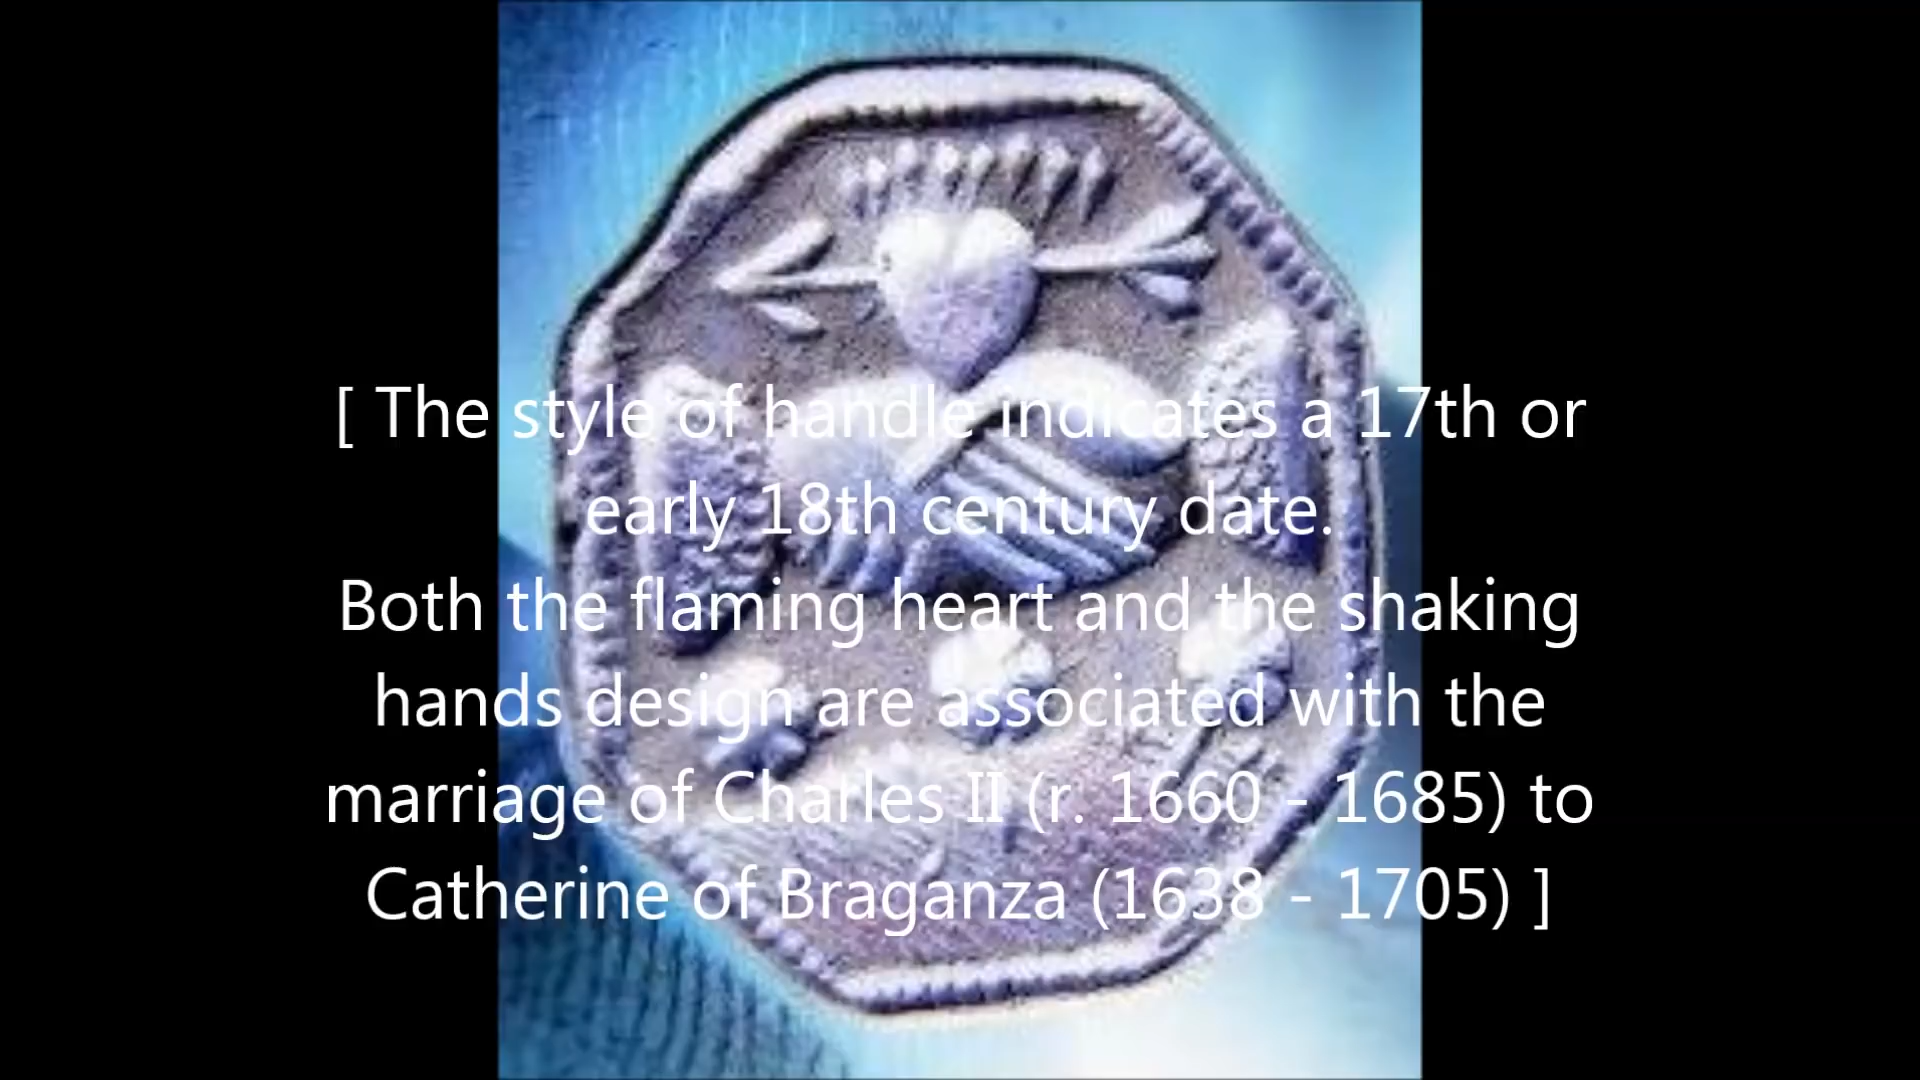 [ The style of handle indicates a 17th or
early 18th century date.
Both the flaming heart and the shaking
hands design are associated with the
marriage of Charles II (r. 1660 - 1685) to
Catherine of Braganza (1638 - 1705) ]